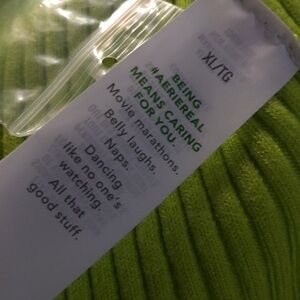 XL/TG
BEING
#AERIEREAL
MEANS CARING
FOR YOU.
Movie marathons.
Belly laughs.
Naps.
Dancing
like no one's
watching.
All that
good stuff.